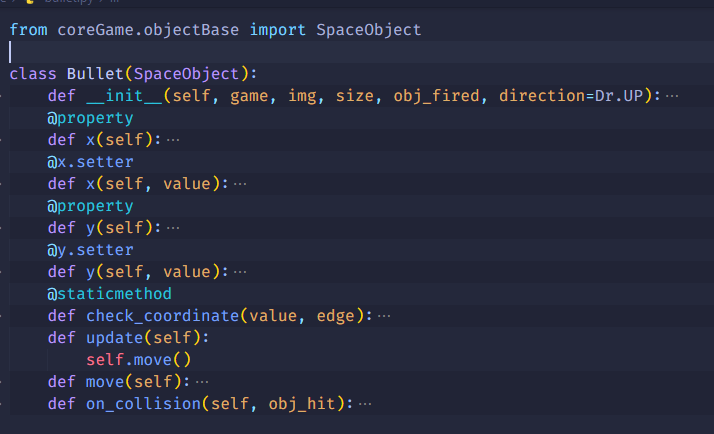 from coreGame.objectBase import SpaceObject
class Bullet(SpaceObject):
    def __init__(self, game, img, size, obj_fired, direction=Dr.UP):···
    @property
    def x(self):···
    @x.setter
    def x(self, value):···
    @property
    def y(self):···
    @y.setter
    def y(self, value):···
    @staticmethod
    def check_coordinate(value, edge):···
    def update(self):
        self.move()
    def move(self):···
    def on_collision(self, obj_hit):···